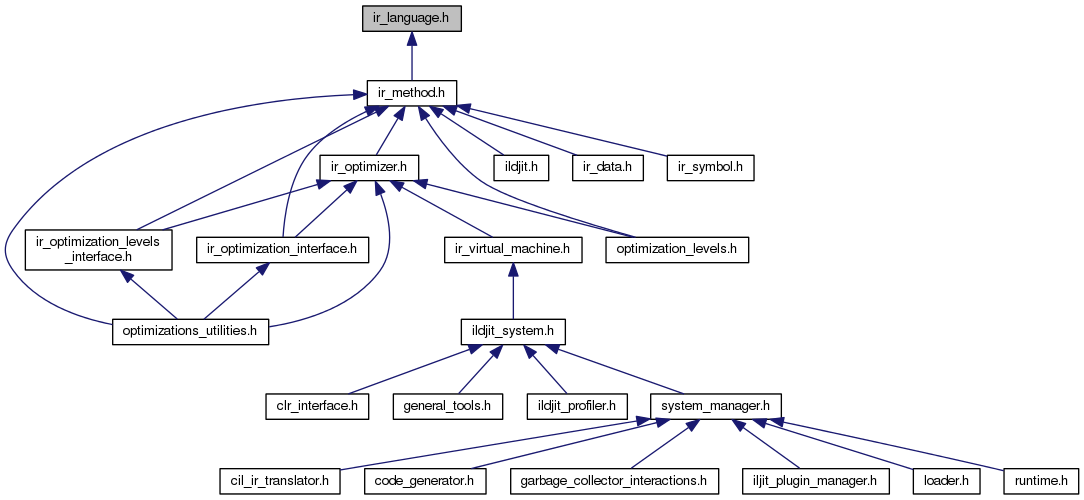 ir_language.h
ir_method.h
ir_optimizer.h
ildjit.h
ir_data.h
ir_symbol.h
ir_optimization_levels
_interface.h
ir_optimization_interface.h
ir_virtual_machine.h
optimization_levels.h
optimizations_utilities.h
ildjit_system.h
clr_interface.h
general_tools.h
ildjit_profiler.h
system_manager.h
cil_ir_translator.h
code_generator.h
garbage_collector_interactions.h
iljit_plugin_manager.h
loader.h
runtime.h